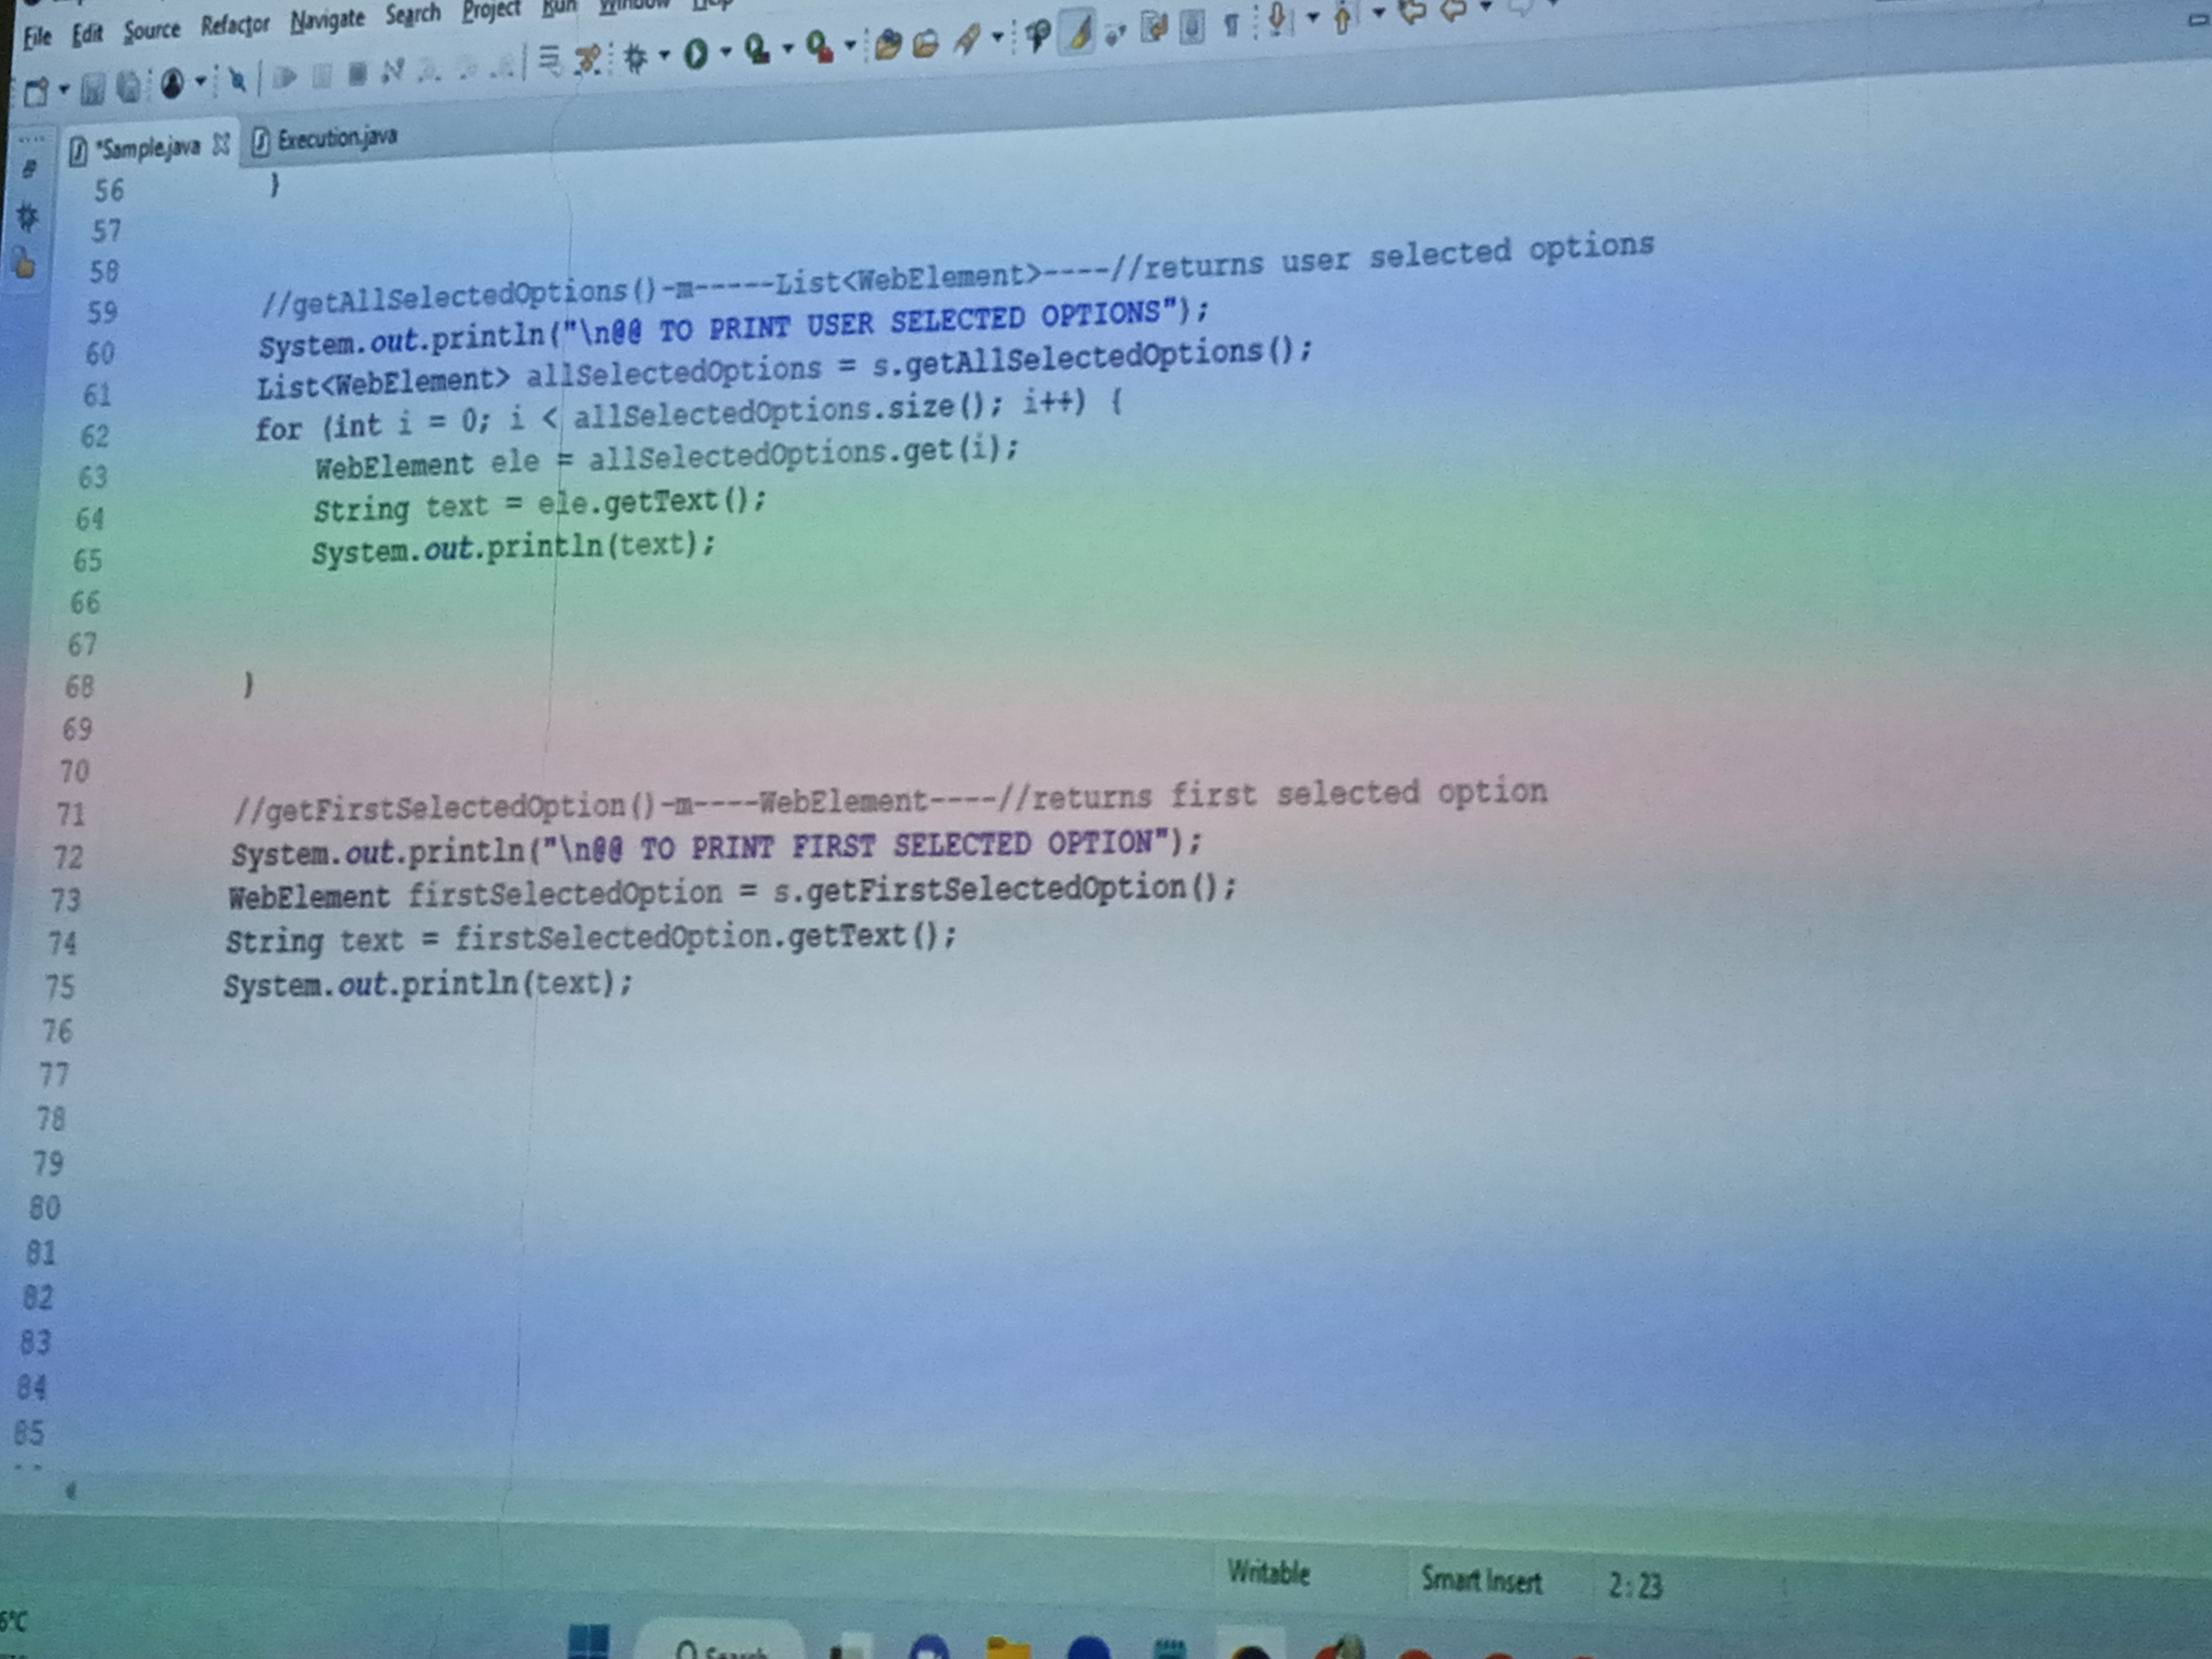 File Edit Source Refactor Navigate Search Project Run Window Help
*Sample.java Execution.java
56 }
57
58
59 //getAllSelectedOptions()-m-----List<WebElement>----//returns user selected options
60 System.out.println("\n@@ TO PRINT USER SELECTED OPTIONS");
61 List<WebElement> allSelectedOptions = s.getAllSelectedOptions();
62 for (int i = 0; i < allSelectedOptions.size(); i++) {
63 WebElement ele = allSelectedOptions.get(i);
64 String text = ele.getText();
65 System.out.println(text);
66
67
68 }
69
70
71 //getFirstSelectedOption()-m----WebElement----//returns first selected option
72 System.out.println("\n@@ TO PRINT FIRST SELECTED OPTION");
73 WebElement firstSelectedOption = s.getFirstSelectedOption();
74 String text = firstSelectedOption.getText();
75 System.out.println(text);
76
77
78
79
80
81
82
83
84
85
Writable Smart Insert 2:23
6°C
Search